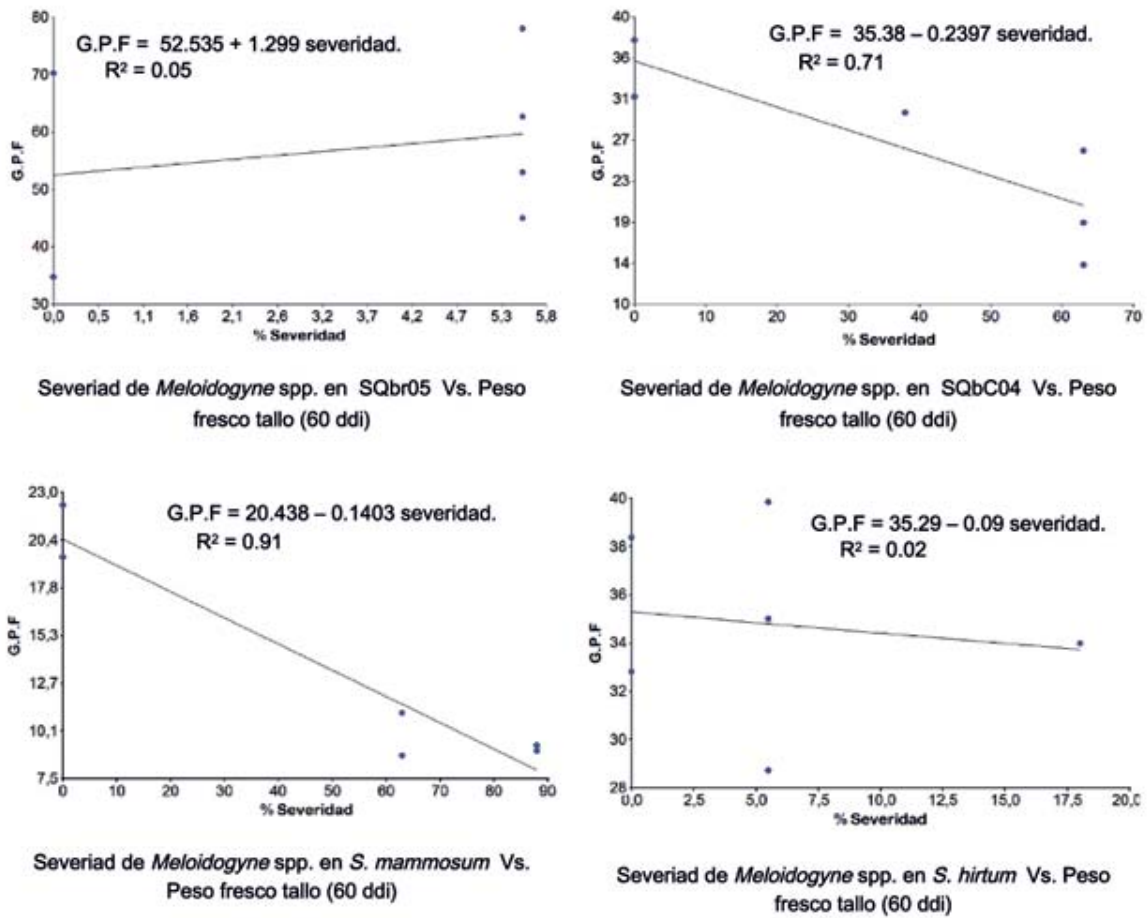 80
70
60
50
40
30
G.P.F
G.P.F = 52.535 + 1.299 severidad.
R² = 0.05
0,0 0,5 1,1 1,6 2,1 2,6 3,2 3,7 4,2 4,7 5,3 5,8
% Severidad
Severiad de Meloidogyne spp. en SQbr05 Vs. Peso
fresco tallo (60 ddi)
40
36
31
27
23
19
14
10
G.P.F
G.P.F = 35.38 – 0.2397 severidad.
R² = 0.71
0 10 20 30 40 50 60 70
% Severidad
Severiad de Meloidogyne spp. en SQbC04 Vs. Peso
fresco tallo (60 ddi)
23,0
20,4
17,8
15,3
12,7
10,1
7,5
G.P.F
G.P.F = 20.438 – 0.1403 severidad.
R² = 0.91
0 10 20 30 40 50 60 70 80 90
% Severidad
Severiad de Meloidogyne spp. en S. mammosum Vs.
Peso fresco tallo (60 ddi)
40
36
35
34
32
30
28
G.P.F
G.P.F = 35.29 – 0.09 severidad.
R² = 0.02
0,0 2,5 5,0 7,5 10,0 12,5 15,0 17,5 20,0
% Severidad
Severiad de Meloidogyne spp. en S. hirtum Vs. Peso
fresco tallo (60 ddi)